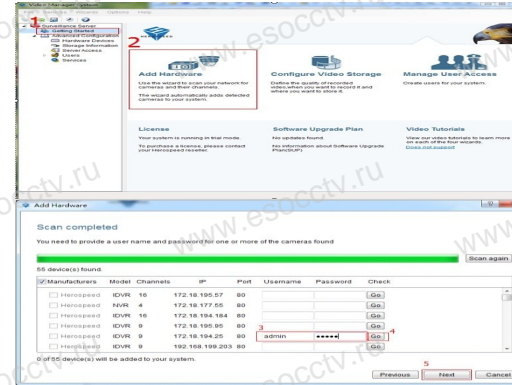 Video Manager System
1
Surveillance Server
Getting Started
Advanced Configuration
Hardware Devices
Storage Information
Server Access
Users
Services
2
Add Hardware
Use the wizard to scan your network for
cameras and their channels.
The wizard automatically adds detected
cameras to your system.
Configure Video Storage
Define the quality of recorded
video,when you want to record it and
where you want to store it.
Manage User Access
Create users for your system.
License
Your system is running in trial mode.
To purchase a license, please contact
your Herospeed reseller.
Software Upgrade Plan
No updates found.
No information about Software Upgrade
Plan(SUP)
Video Tutorials
View our video tutorials to learn more
on each of the four wizards.
Does not support
Add Hardware
Scan completed
You need to provide a user name and password for one or more of the cameras found
Scan again
55 device(s) found.
Manufacturers Model Channels IP Port Username Password Check
Herospeed IDVR 16 172.18.195.57 80 Go
Herospeed NVR 4 172.18.177.55 80 Go
Herospeed IDVR 16 172.18.194.184 80 Go
Herospeed IDVR 9 172.18.195.95 80 Go
3 4
Herospeed IDVR 9 172.18.194.25 80 admin ••••• Go
Herospeed IDVR 9 192.168.199.203 80 Go
0 of 55 device(s) will be added to your system.
5
Previous Next Cancel
www.esocctv.ru